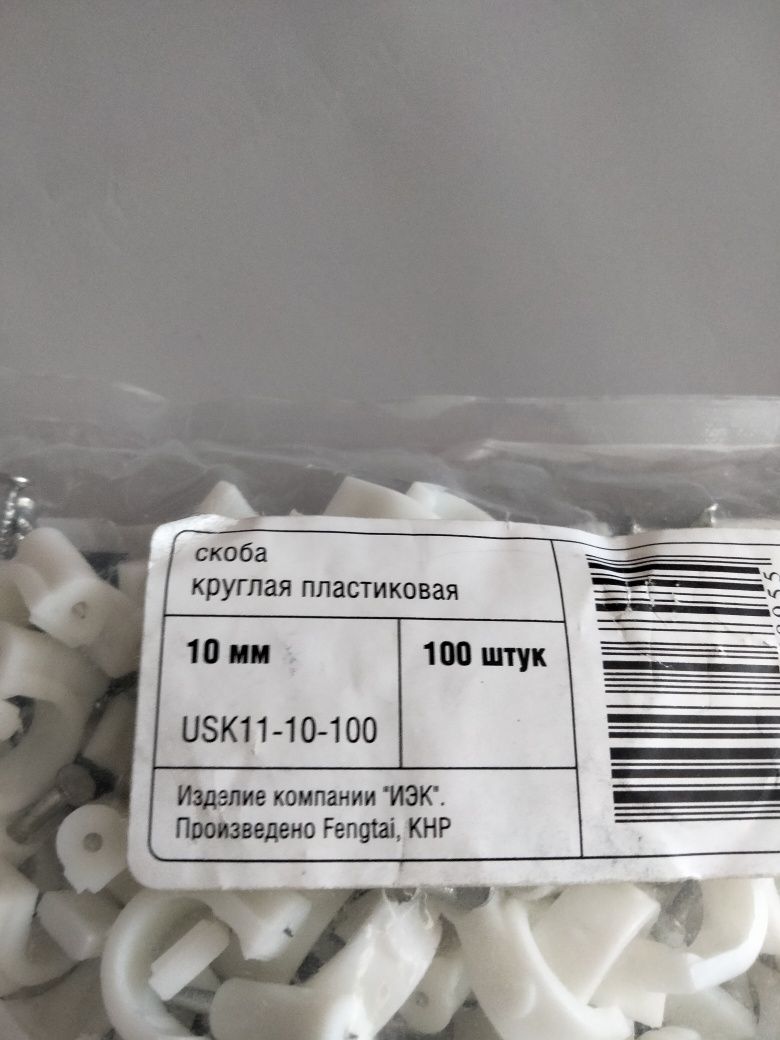 скоба
круглая пластиковая
10 мм
100 штук
USK11-10-100
Изделие компании "ИЭК".
Произведено Fengtai, КНР